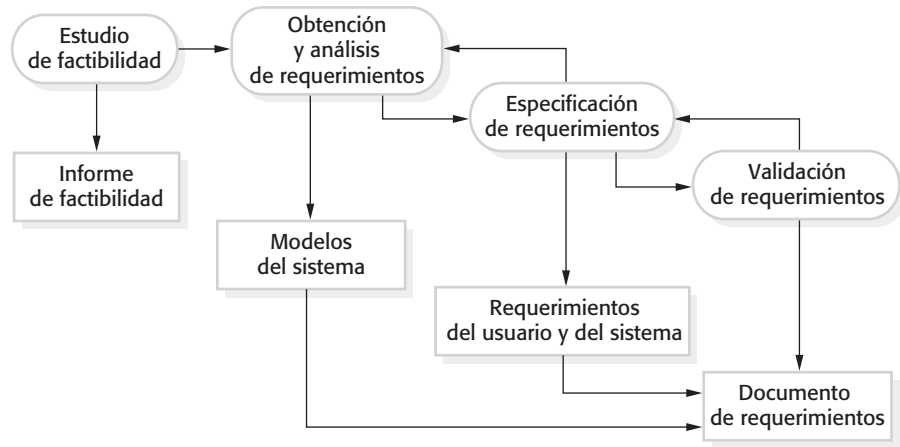 Estudio
de factibilidad
Obtención
y análisis
de requerimientos
Especificación
de requerimientos
Validación
de requerimientos
Informe
de factibilidad
Modelos
del sistema
Requerimientos
del usuario y del sistema
Documento
de requerimientos